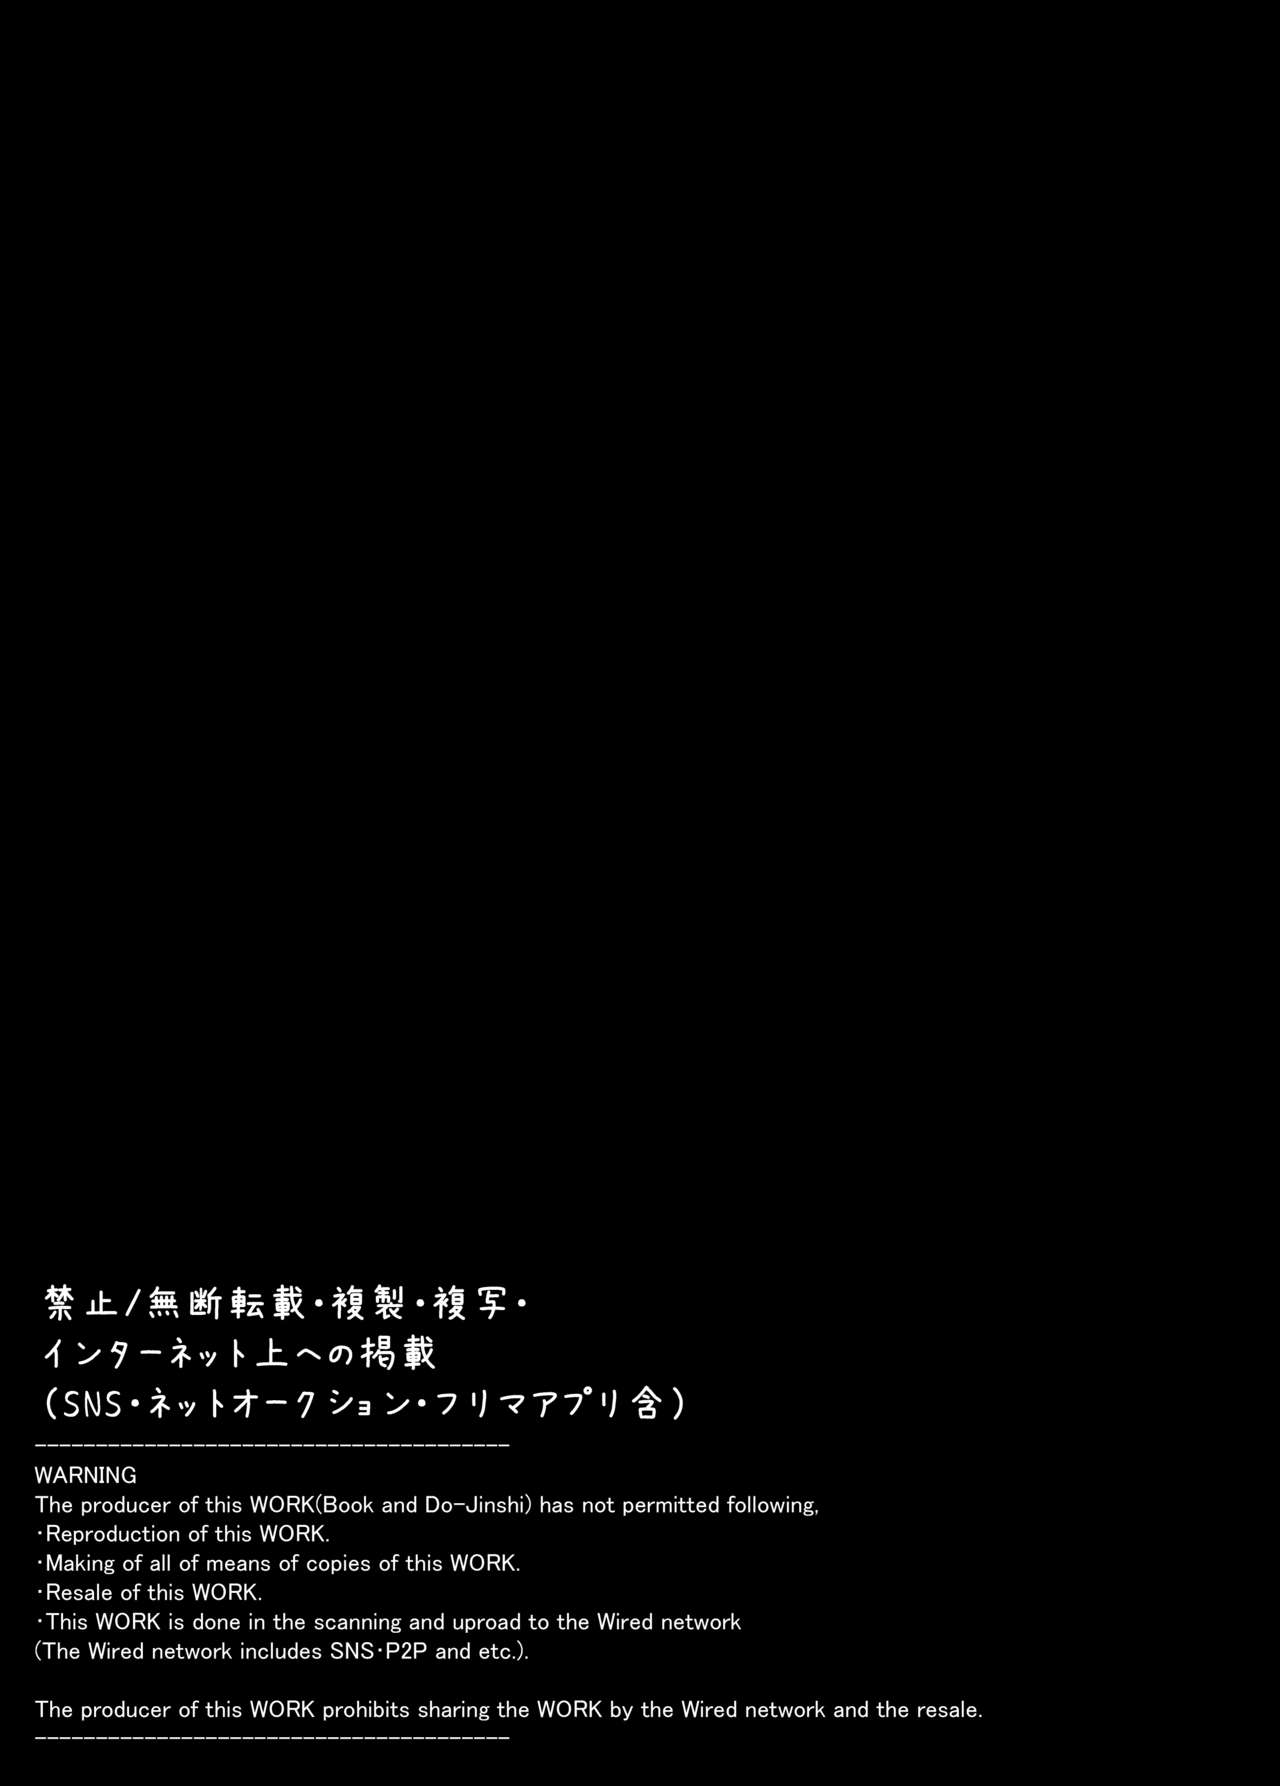 禁止/無断転載・複製・複写・
インターネット上への掲載
(SNS・ネットオークション・フリマアプリ含)
---------------------------------------
WARNING
The producer of this WORK(Book and Do-Jinshi) has not permitted following,
・Reproduction of this WORK.
・Making of all of means of copies of this WORK.
・Resale of this WORK.
・This WORK is done in the scanning and uproad to the Wired network
(The Wired network includes SNS・P2P and etc.).
The producer of this WORK prohibits sharing the WORK by the Wired network and the resale.
---------------------------------------